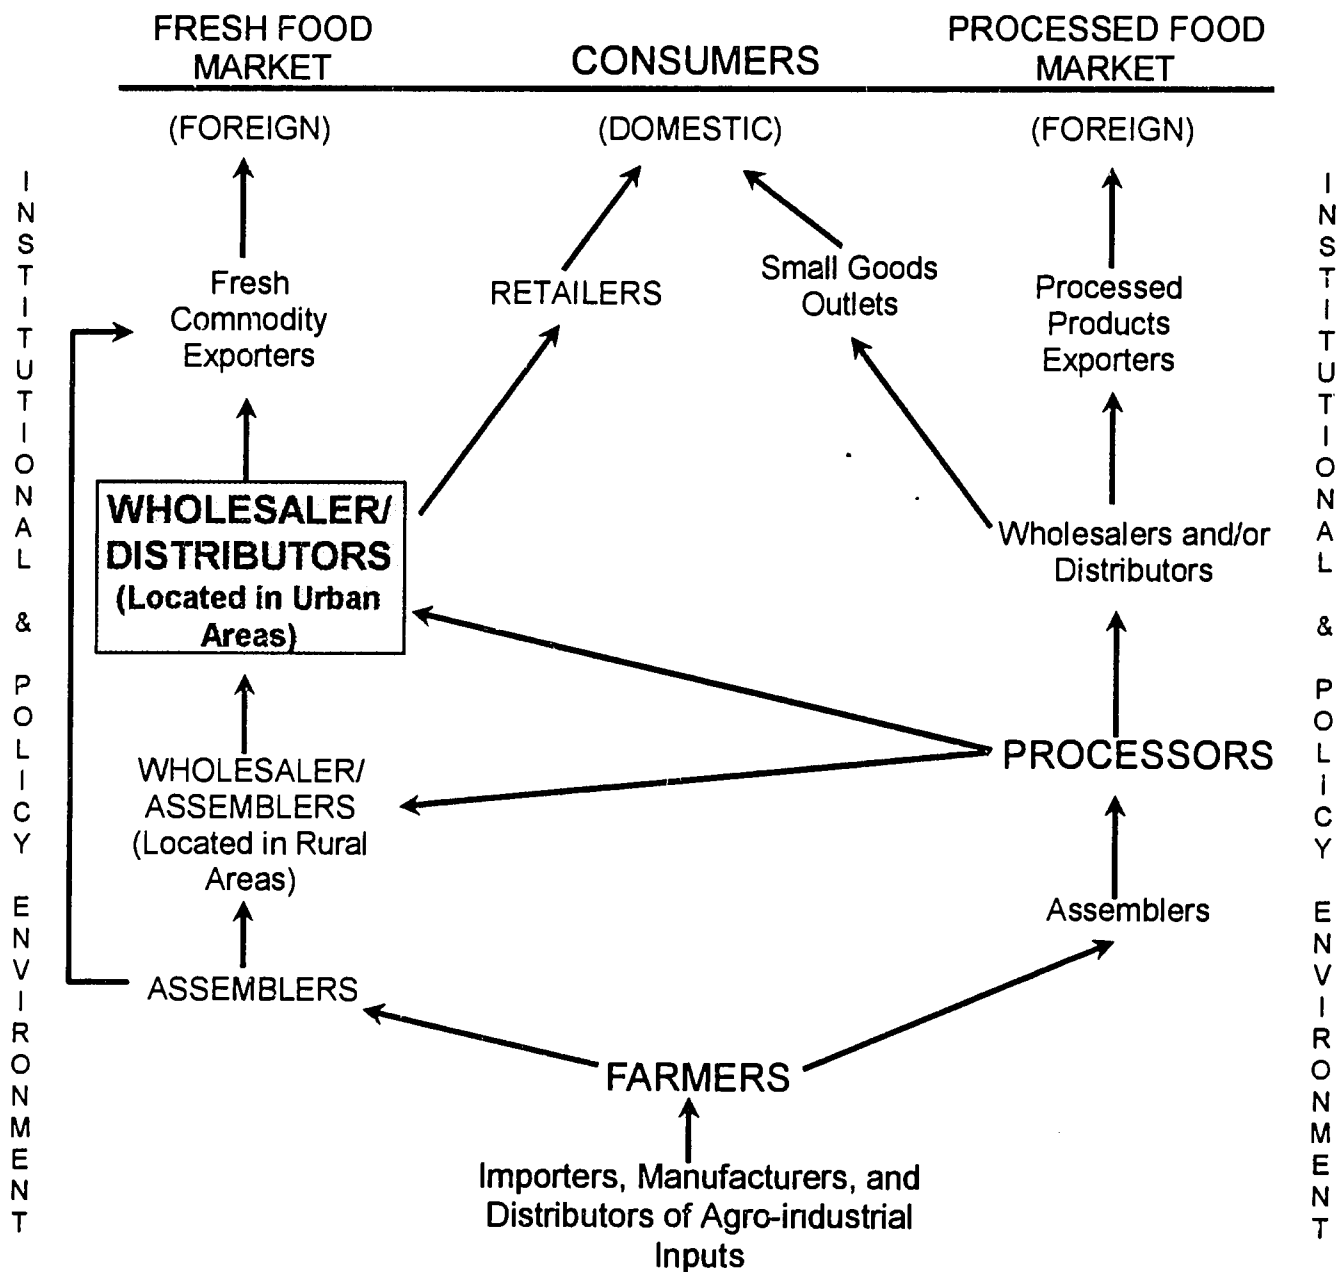 FRESH FOOD
MARKET
CONSUMERS
PROCESSED FOOD
MARKET
(FOREIGN)
(DOMESTIC)
(FOREIGN)
INSTITUTIONAL & POLICY ENVIRONMENT
Fresh
Commodity
Exporters
RETAILERS
Small Goods
Outlets
Processed
Products
Exporters
INSTITUTIONAL & POLICY ENVIRONMENT
WHOLESALER/
DISTRIBUTORS
(Located in Urban
Areas)
Wholesalers and/or
Distributors
WHOLESALER/
ASSEMBLERS
(Located in Rural
Areas)
PROCESSORS
Assemblers
ASSEMBLERS
FARMERS
Importers, Manufacturers, and
Distributors of Agro-industrial
Inputs